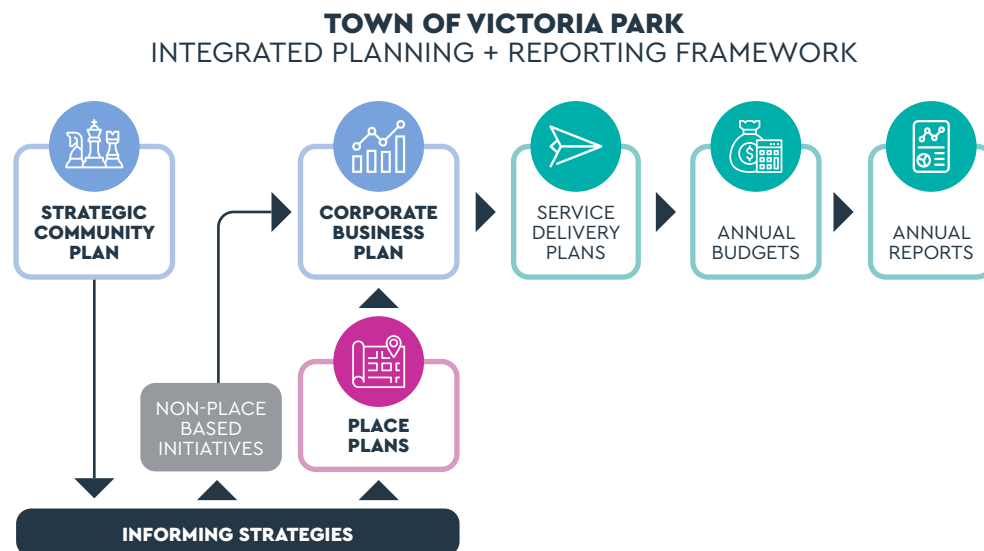 TOWN OF VICTORIA PARK
INTEGRATED PLANNING + REPORTING FRAMEWORK
STRATEGIC
COMMUNITY
PLAN
CORPORATE
BUSINESS
PLAN
SERVICE
DELIVERY
PLANS
ANNUAL
BUDGETS
ANNUAL
REPORTS
NON-PLACE
BASED
INITIATIVES
PLACE
PLANS
INFORMING STRATEGIES